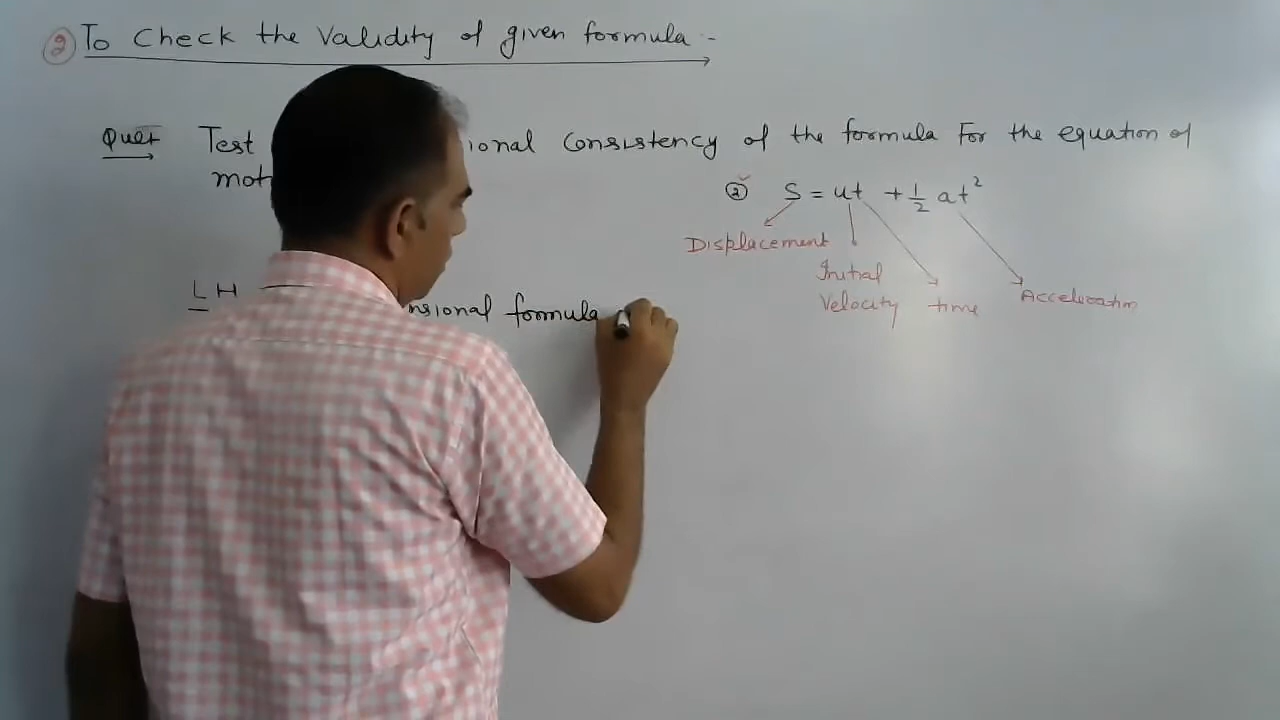 2 To Check the Validity of given formula :-
Ques Test ional Consistency of the formula For the equation of
mot
② S = ut + 1/2 at²
Displacement
Initial
Velocity time Acceleration
LH nsional formula